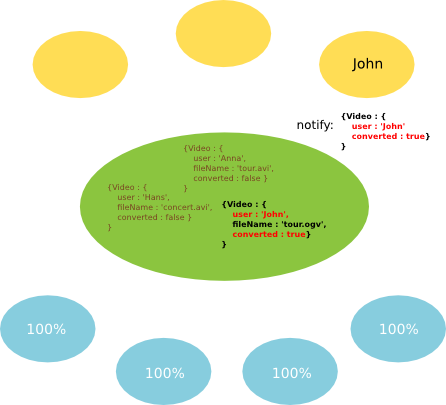 John
notify:
{Video : {
user : 'John'
converted : true}
}
{Video : {
user : 'Anna',
fileName : 'tour.avi',
converted : false }
}
{Video : {
user : 'Hans',
fileName : 'concert.avi',
converted : false }
}
{Video : {
user : 'John',
fileName : 'tour.ogv',
converted : true}
}
100%
100%
100%
100%